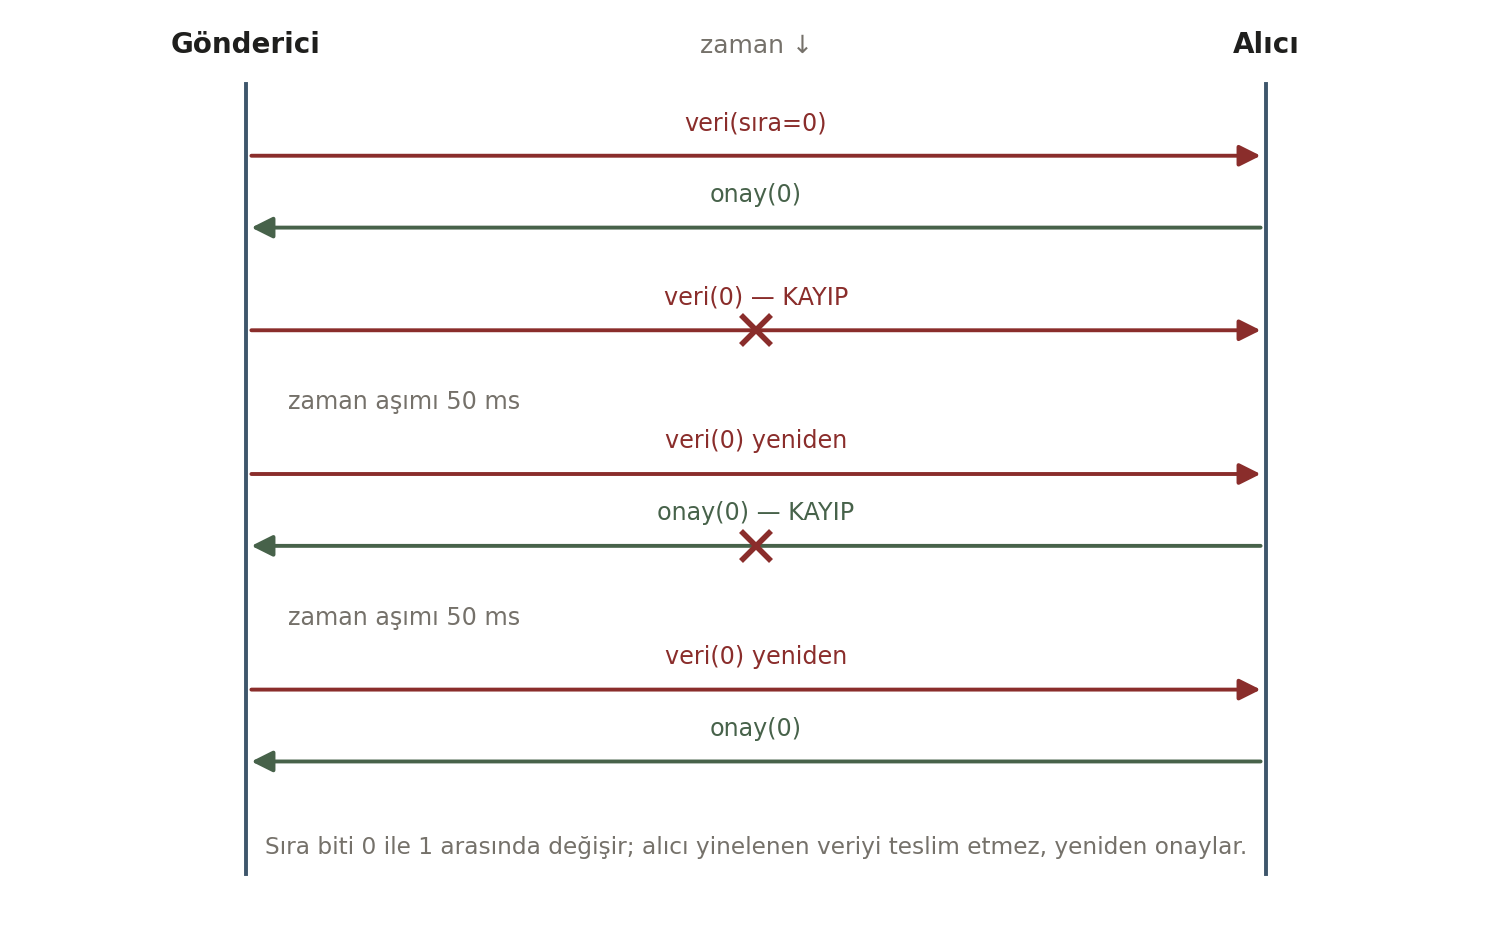 Gönderici
zaman ↓
Alıcı
veri(sıra=0)
onay(0)
veri(0) — KAYIP
zaman aşımı 50 ms
veri(0) yeniden
onay(0) — KAYIP
zaman aşımı 50 ms
veri(0) yeniden
onay(0)
Sıra biti 0 ile 1 arasında değişir; alıcı yinelenen veriyi teslim etmez, yeniden onaylar.